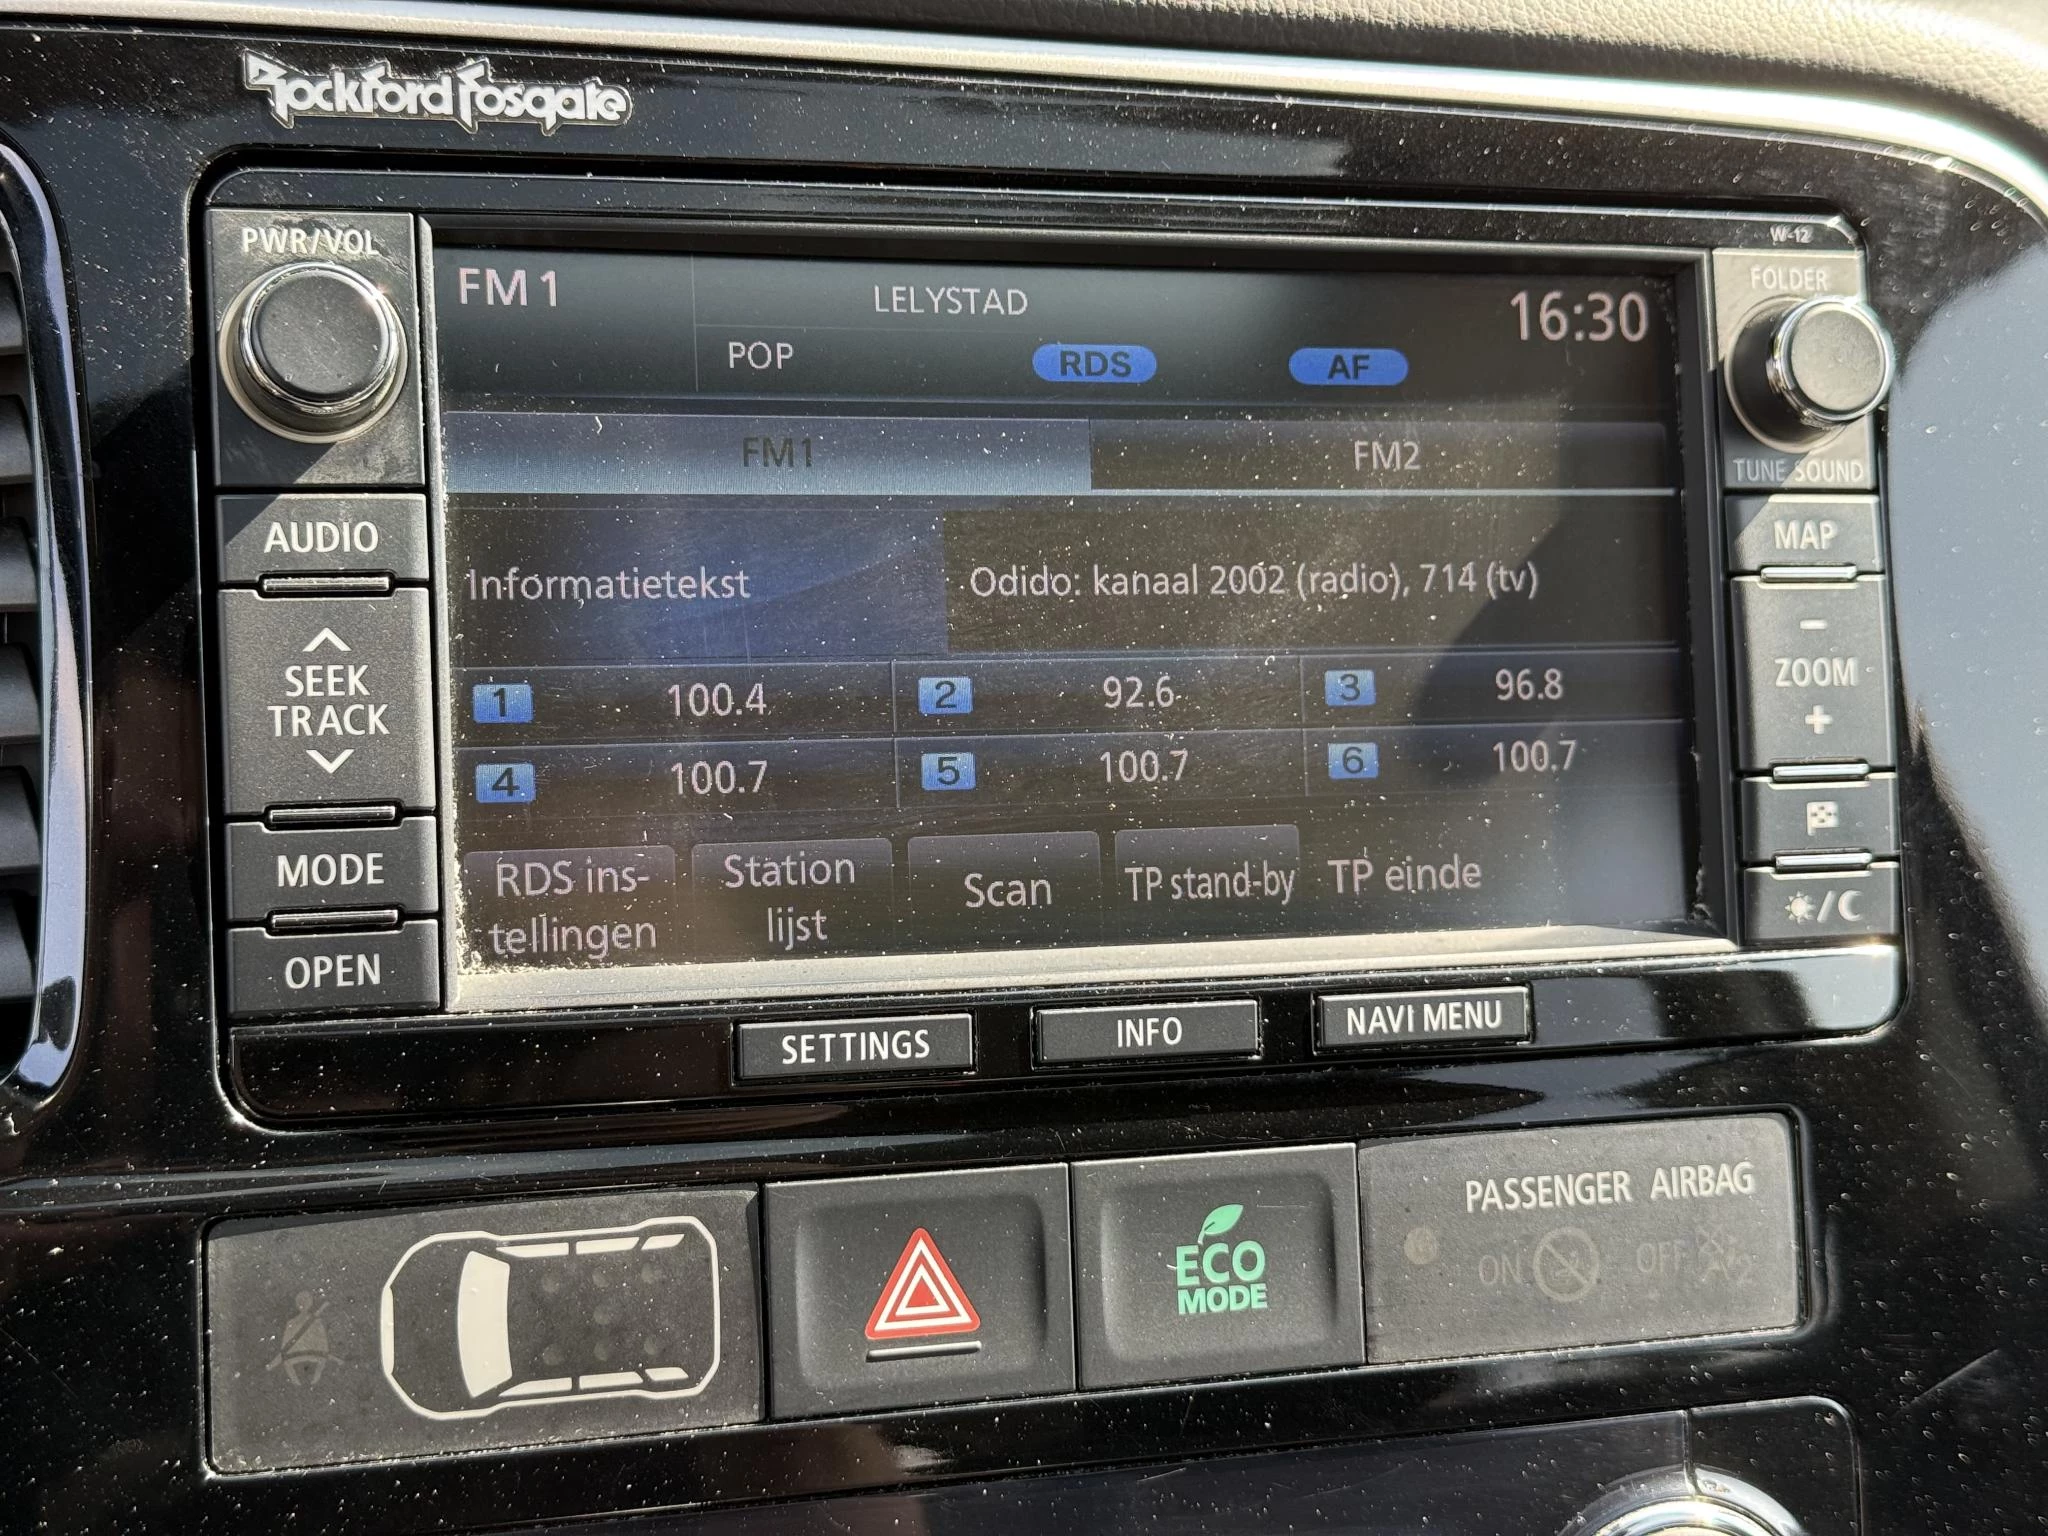 Rockford Fosgate
PWR/VOL
W-12
FOLDER
FM 1
LELYSTAD
16:30
POP
RDS
AF
TUNE SOUND
FM1
FM2
AUDIO
MAP
Informatietekst
Odido: kanaal 2002 (radio), 714 (tv)
SEEK
TRACK
−
ZOOM
+
1 100.4
2 92.6
3 96.8
4 100.7
5 100.7
6 100.7
MODE
RDS ins-
tellingen
Station
lijst
Scan
TP stand-by
TP einde
OPEN
SETTINGS
INFO
NAVI MENU
ECO
MODE
PASSENGER AIRBAG
ON
OFF